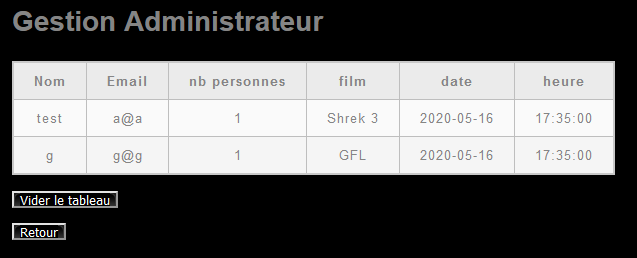 Gestion Administrateur
Nom Email nb personnes film date heure
test a@a 1 Shrek 3 2020-05-16 17:35:00
g g@g 1 GFL 2020-05-16 17:35:00
Vider le tableau
Retour